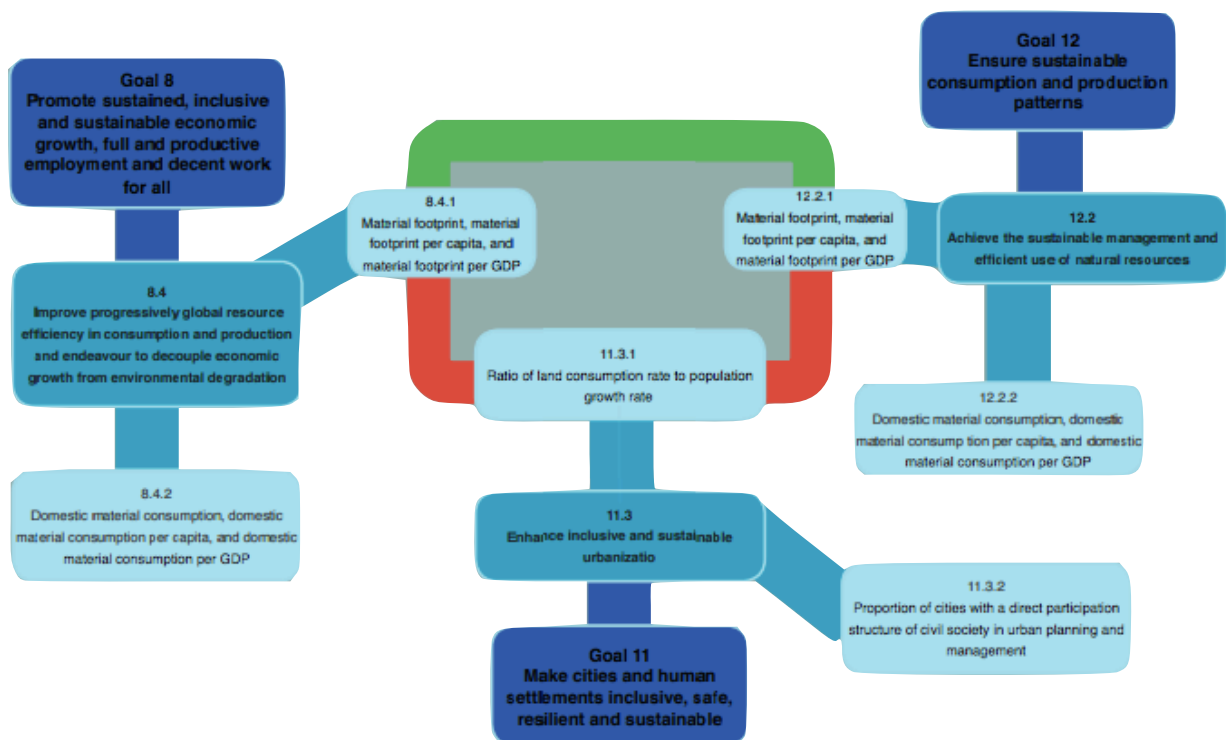 Goal 8
Promote sustained, inclusive
and sustainable economic
growth, full and productive
employment and decent work
for all
8.4
Improve progressively global resource
efficiency in consumption and production
and endeavour to decouple economic
growth from environmental degradation
8.4.2
Domestic material consumption, domestic
material consumption per capita, and domestic
material consumption per GDP
8.4.1
Material footprint, material
footprint per capita, and
material footprint per GDP
12.2.1
Material footprint, material
footprint per capita, and
material footprint per GDP
Goal 12
Ensure sustainable
consumption and production
patterns
12.2
Achieve the sustainable management and
efficient use of natural resources
12.2.2
Domestic material consumption, domestic
material consumption per capita, and domestic
material consumption per GDP
11.3.1
Ratio of land consumption rate to population
growth rate
11.3
Enhance inclusive and sustainable
urbanizatio
11.3.2
Proportion of cities with a direct participation
structure of civil society in urban planning and
management
Goal 11
Make cities and human
settlements inclusive, safe,
resilient and sustainable